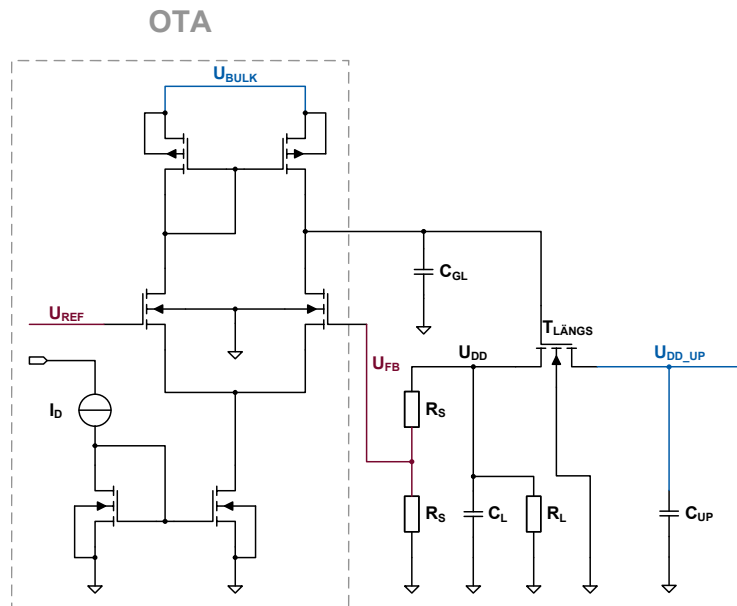 OTA
U_BULK
C_GL
U_REF
T_LÄNGS
U_FB
U_DD
U_DD_UP
I_D
R_S
R_S
C_L
R_L
C_UP